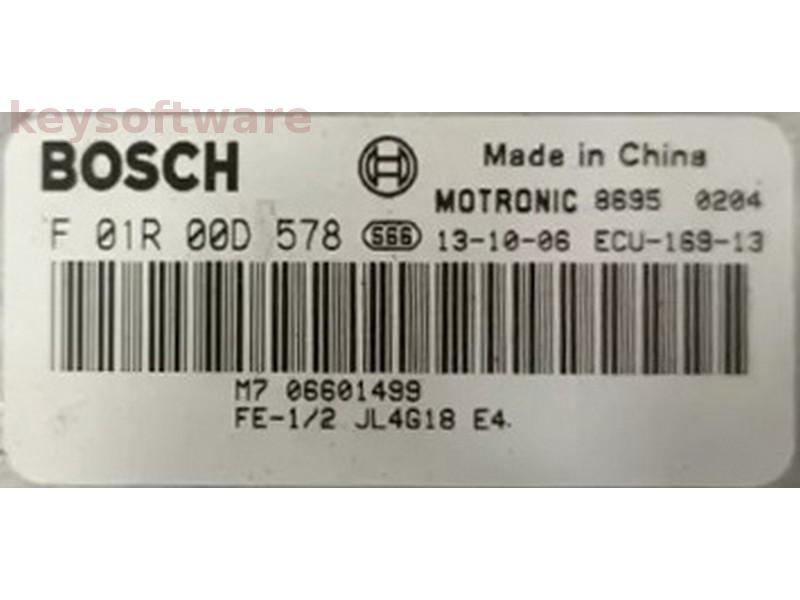 keysoftware
BOSCH
Made in China
MOTRONIC 8695 0204
F 01R 00D 578 S66 13-10-06 ECU-169-13
M7 06601499
FE-1/2 JL4G18 E4.